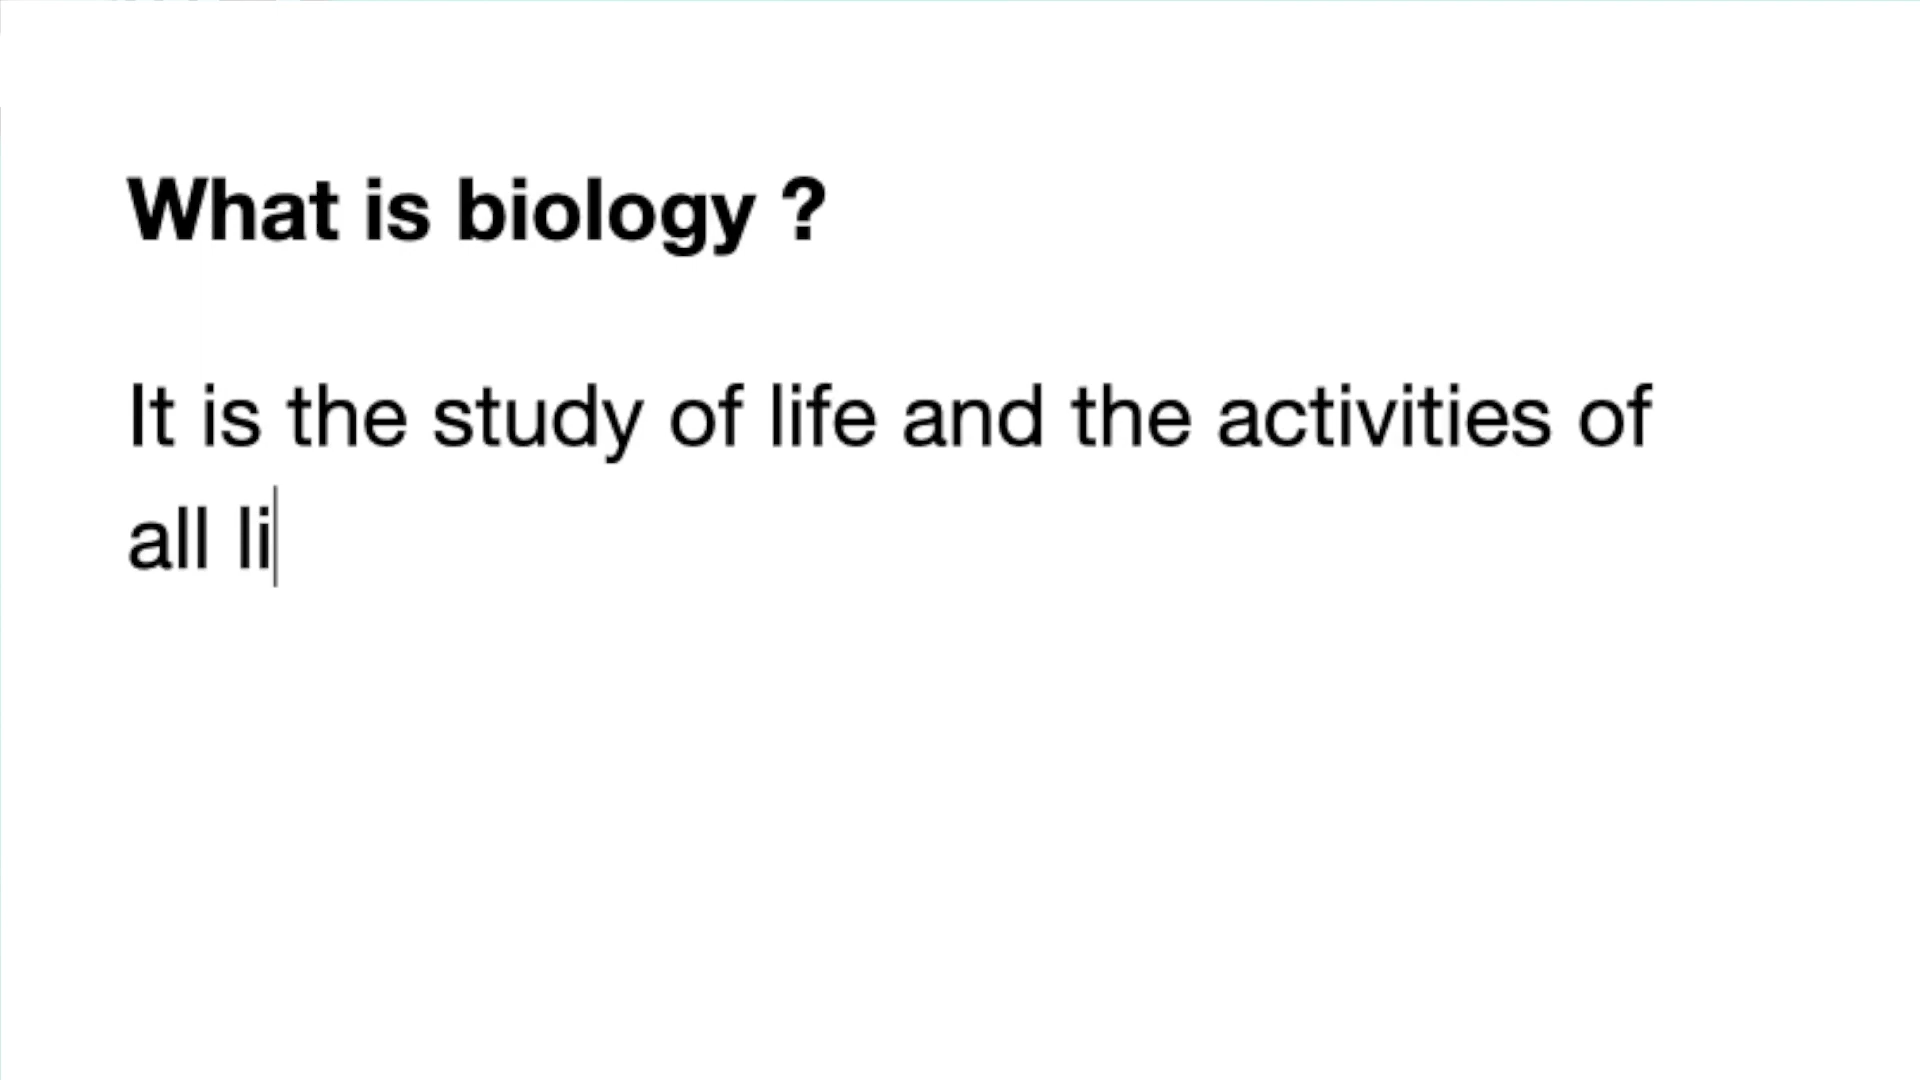 What is biology ?
It is the study of life and the activities of
all li